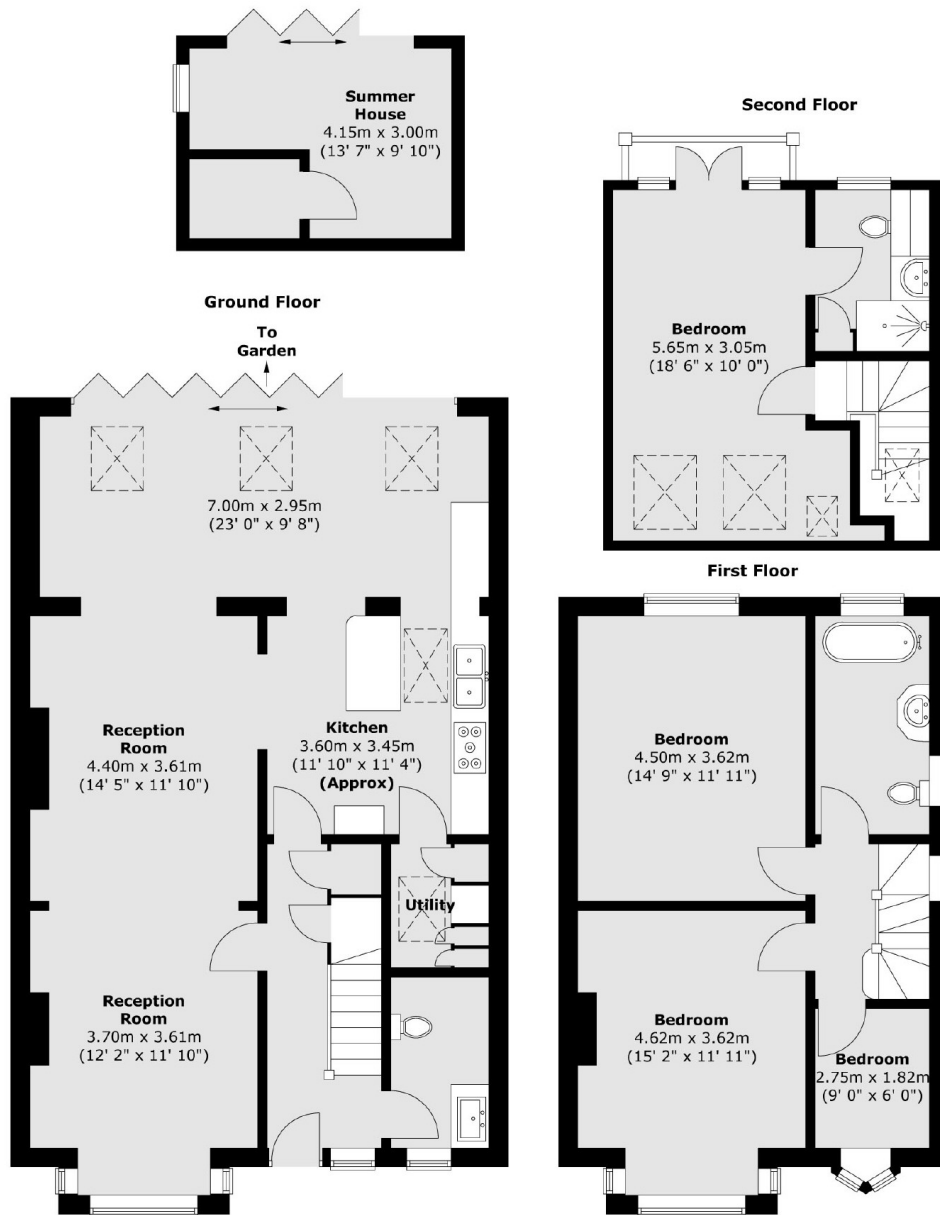 Summer
House
4.15m x 3.00m
(13' 7" x 9' 10")
Second Floor
Bedroom
5.65m x 3.05m
(18' 6" x 10' 0")
Ground Floor
To
Garden
7.00m x 2.95m
(23' 0" x 9' 8")
Reception
Room
4.40m x 3.61m
(14' 5" x 11' 10")
Kitchen
3.60m x 3.45m
(11' 10" x 11' 4")
(Approx)
Utility
Reception
Room
3.70m x 3.61m
(12' 2" x 11' 10")
First Floor
Bedroom
4.50m x 3.62m
(14' 9" x 11' 11")
Bedroom
4.62m x 3.62m
(15' 2" x 11' 11")
Bedroom
2.75m x 1.82m
(9' 0" x 6' 0")